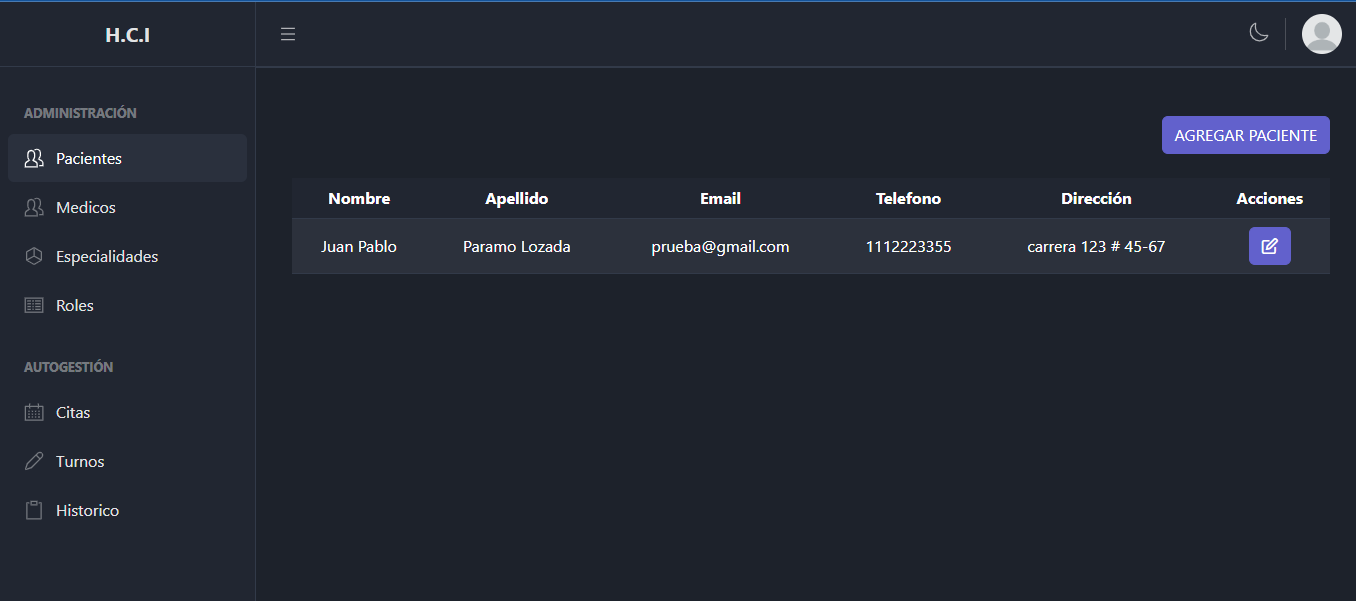 H.C.I
ADMINISTRACIÓN
Pacientes
Medicos
Especialidades
Roles
AUTOGESTIÓN
Citas
Turnos
Historico
AGREGAR PACIENTE
Nombre Apellido Email Telefono Dirección Acciones
Juan Pablo Paramo Lozada prueba@gmail.com 1112223355 carrera 123 # 45-67